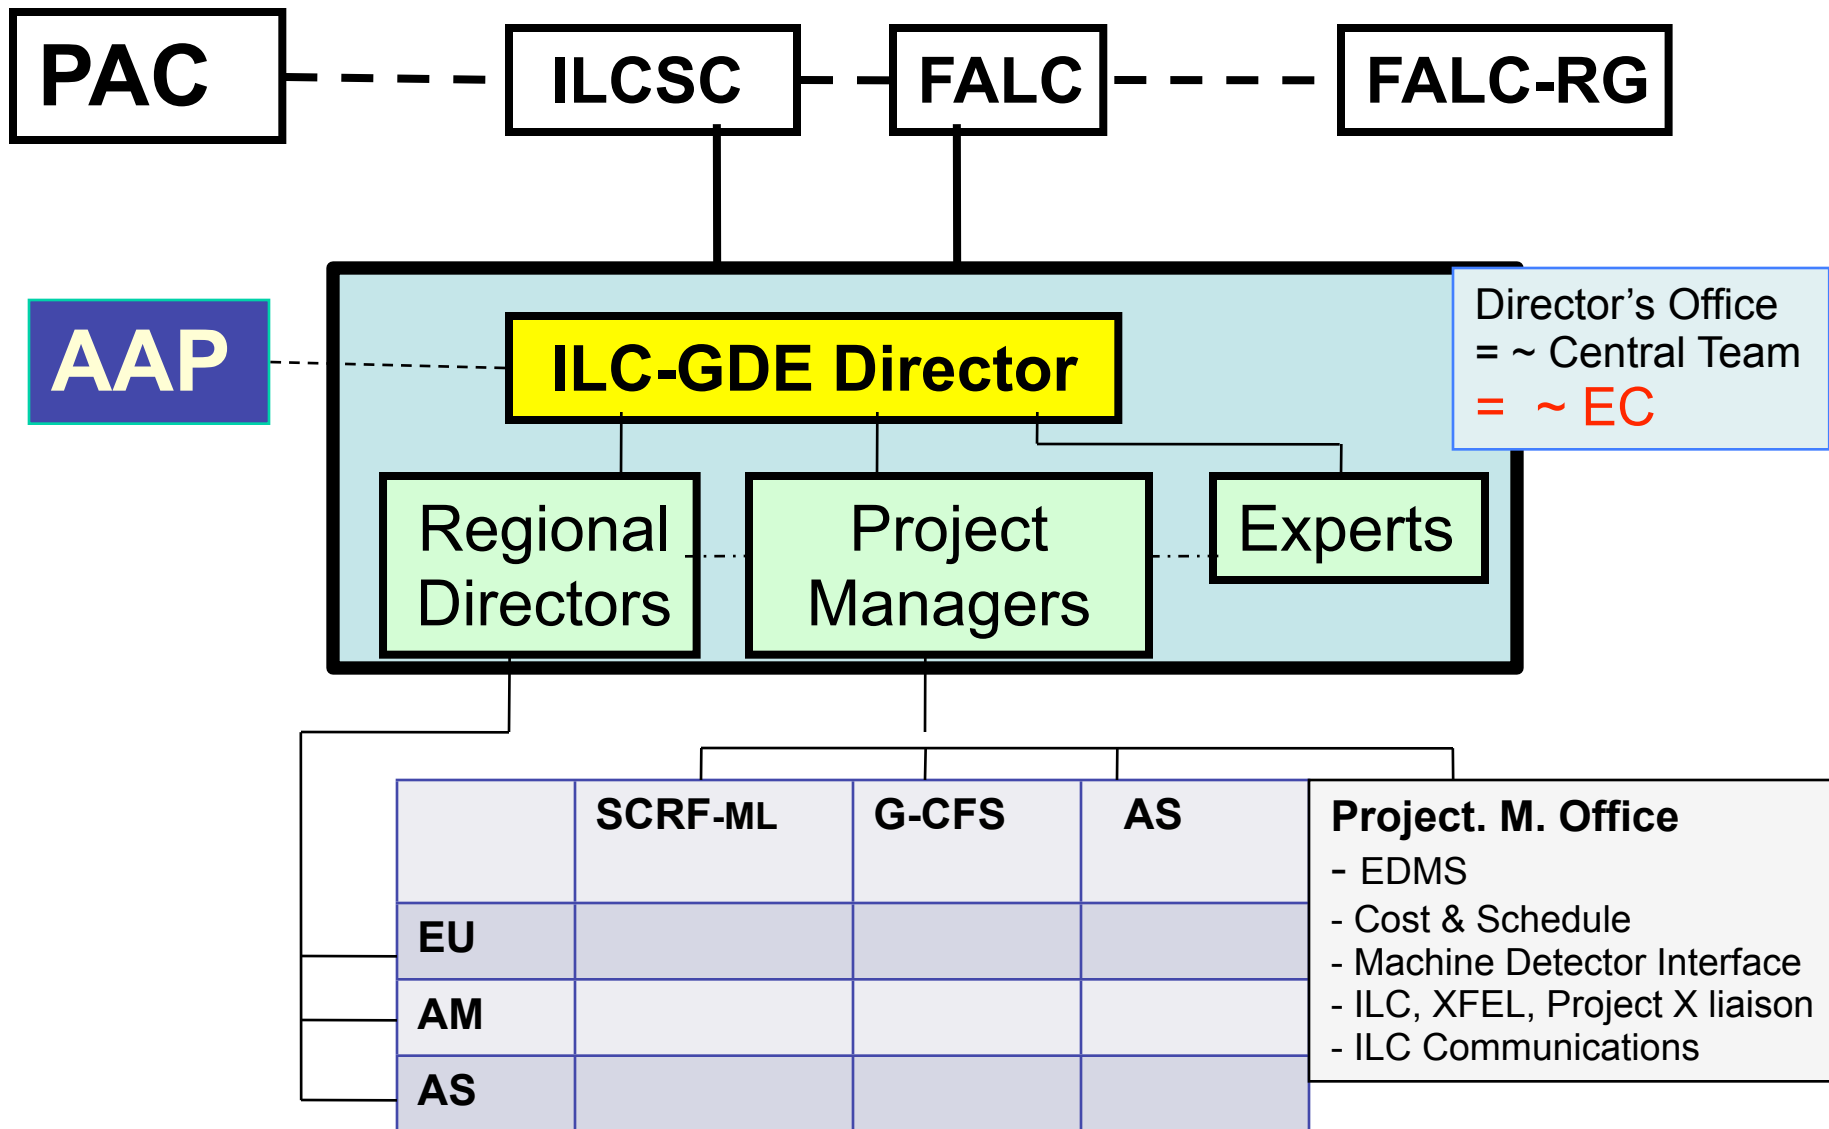 PAC
ILCSC
FALC
FALC-RG
AAP
ILC-GDE Director
Director’s Office
= ~ Central Team
= ~ EC
Regional
Directors
Project
Managers
Experts
SCRF-ML
G-CFS
AS
EU
AM
AS
Project. M. Office
- EDMS
- Cost & Schedule
- Machine Detector Interface
- ILC, XFEL, Project X liaison
- ILC Communications